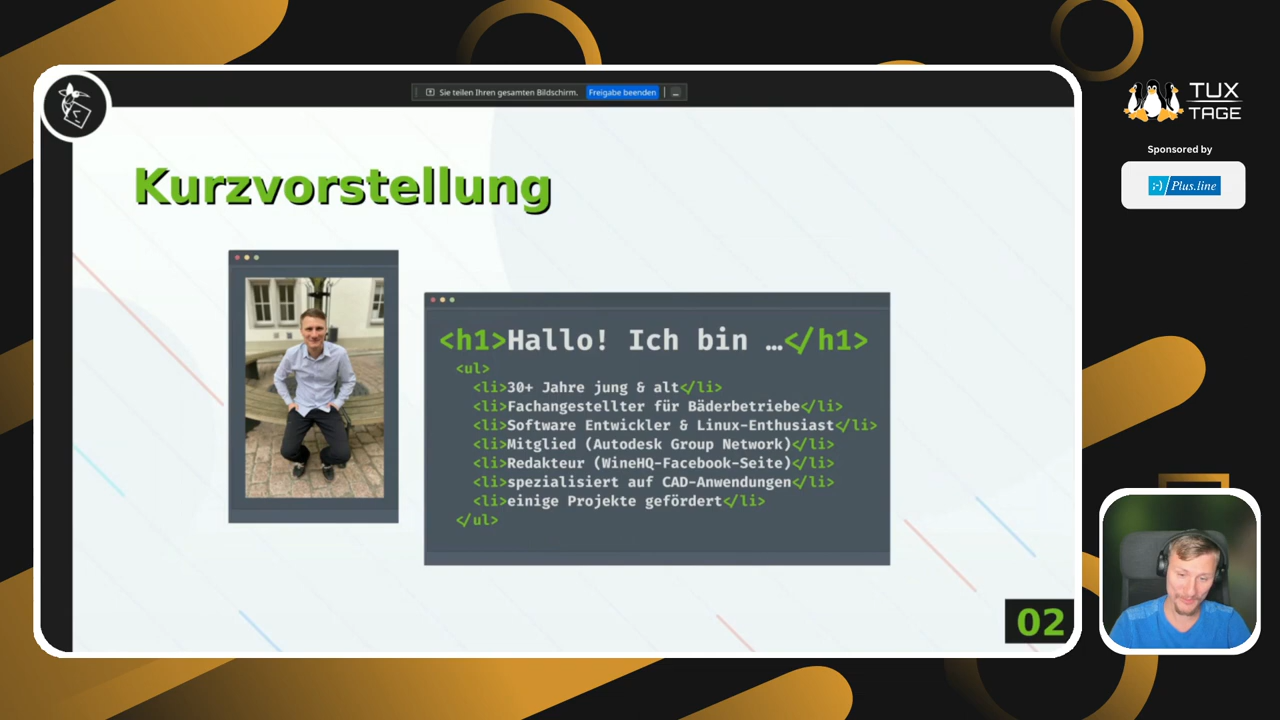 Sie teilen Ihren gesamten Bildschirm. Freigabe beenden
TUX
TAGE
Sponsored by
;-) Plus.line
Kurzvorstellung
<h1>Hallo! Ich bin …</h1>
<ul>
<li>30+ Jahre jung & alt</li>
<li>Fachangestellter für Bäderbetriebe</li>
<li>Software Entwickler & Linux-Enthusiast</li>
<li>Mitglied (Autodesk Group Network)</li>
<li>Redakteur (WineHQ-Facebook-Seite)</li>
<li>spezialisiert auf CAD-Anwendungen</li>
<li>einige Projekte gefördert</li>
</ul>
02